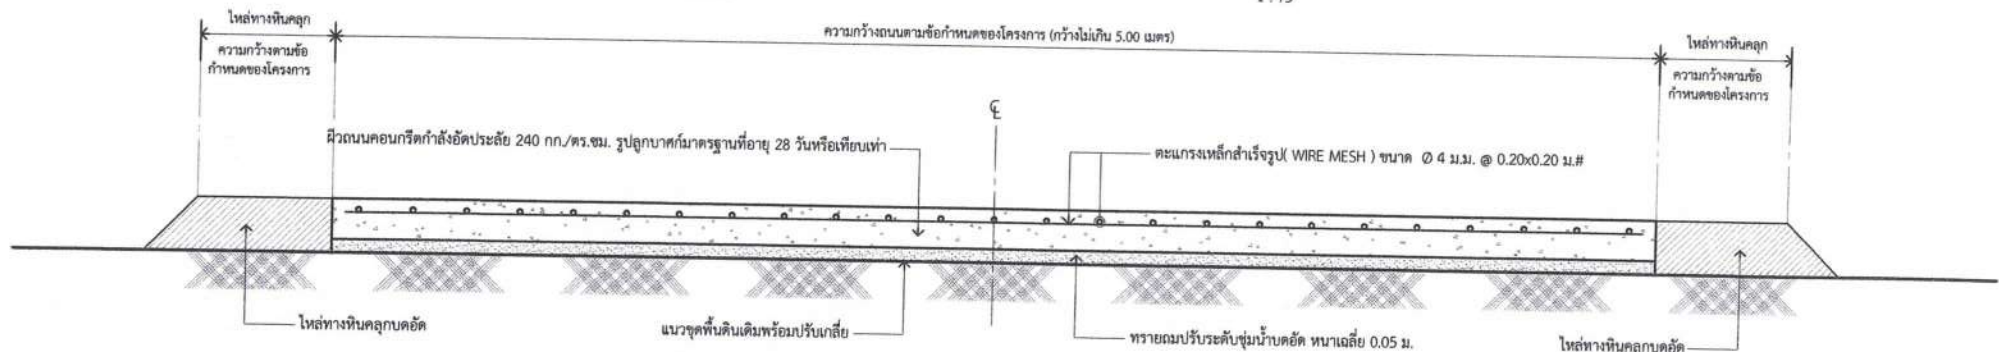 ไหล่ทางหินคลุก
ความกว้างถนนตามข้อกำหนดของโครงการ (กว้างไม่เกิน 5.00 เมตร)
ไหล่ทางหินคลุก
ความกว้างตามข้อ
กำหนดของโครงการ
ความกว้างตามข้อ
กำหนดของโครงการ
℄
ผิวถนนคอนกรีตกำลังอัดประลัย 240 กก./ตร.ซม. รูปลูกบาศก์มาตรฐานที่อายุ 28 วันหรือเทียบเท่า
ตะแกรงเหล็กสำเร็จรูป( WIRE MESH ) ขนาด Ø 4 ม.ม. @ 0.20x0.20 ม.#
ไหล่ทางหินคลุกบดอัด
แนวขุดพื้นดินเดิมพร้อมปรับเกลี่ย
ทรายถมปรับระดับชุ่มน้ำบดอัด หนาเฉลี่ย 0.05 ม.
ไหล่ทางหินคลุกบดอัด